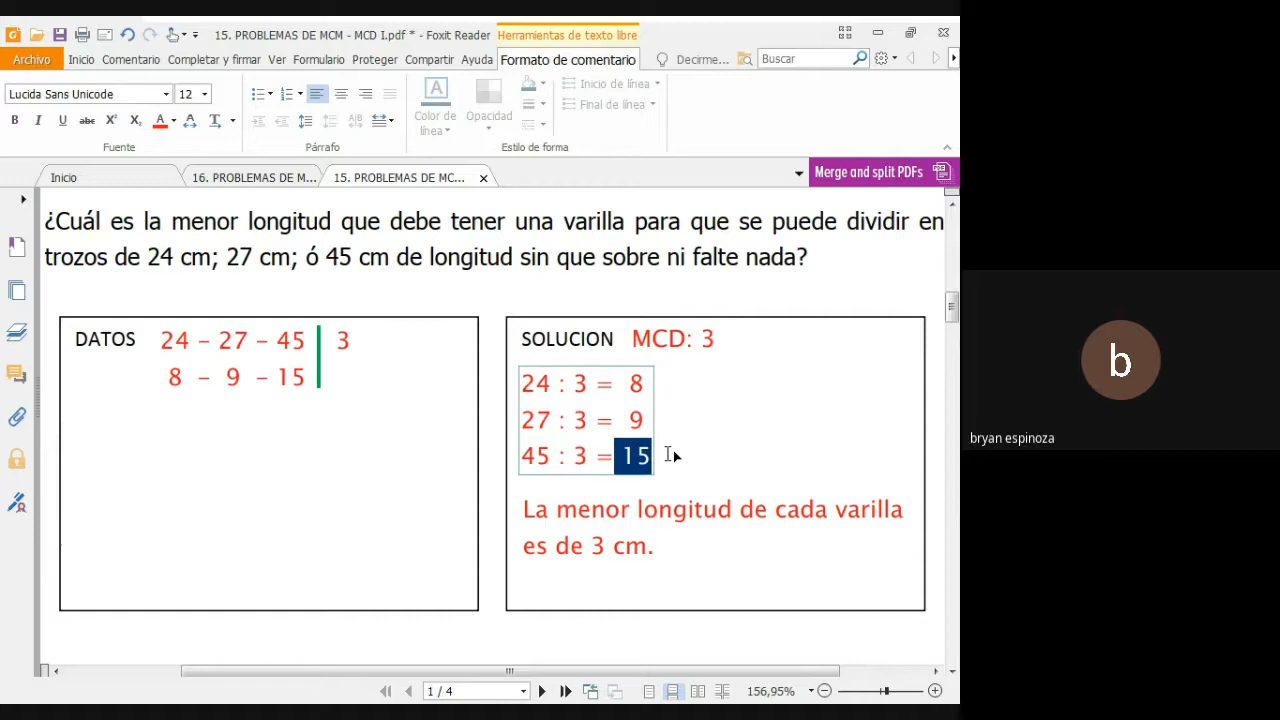 15. PROBLEMAS DE MCM - MCD I.pdf * - Foxit Reader
Herramientas de texto libre
Archivo Inicio Comentario Completar y firma Ver Formulario Proteger Compartir Ayuda Formato de comentario Decirme... Buscar
Lucida Sans Unicode 12
Color de línea
Opacidad
Inicio de línea
Final de línea
Fuente Párrafo Estilo de forma
Inicio 16. PROBLEMAS DE M... 15. PROBLEMAS DE MC... Merge and split PDFs
¿Cuál es la menor longitud que debe tener una varilla para que se puede dividir en
trozos de 24 cm; 27 cm; ó 45 cm de longitud sin que sobre ni falte nada?
DATOS 24 – 27 – 45 3
8 – 9 – 15
SOLUCION MCD: 3
24 : 3 = 8
27 : 3 = 9
45 : 3 = 15
La menor longitud de cada varilla
es de 3 cm.
b
bryan espinoza
1 / 4 156,95%